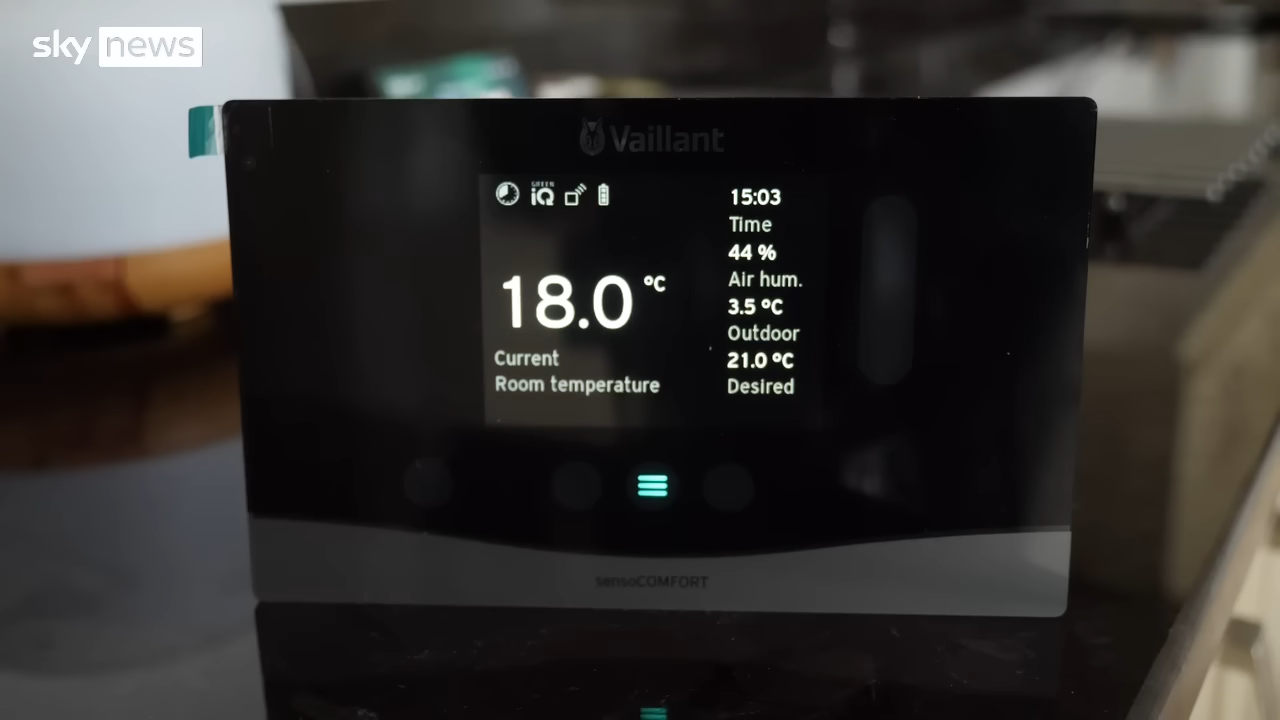 sky news
Vaillant
GREEN
iQ
18.0 °C
Current
Room temperature
15:03
Time
44 %
Air hum.
3.5 °C
Outdoor
21.0 °C
Desired
sensoCOMFORT